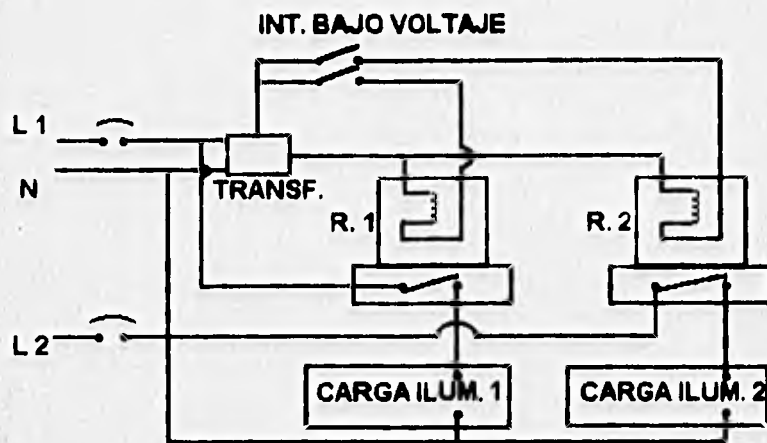 INT. BAJO VOLTAJE
L 1
N
TRANSF.
R. 1
R. 2
L 2
CARGA ILUM. 1
CARGA ILUM. 2